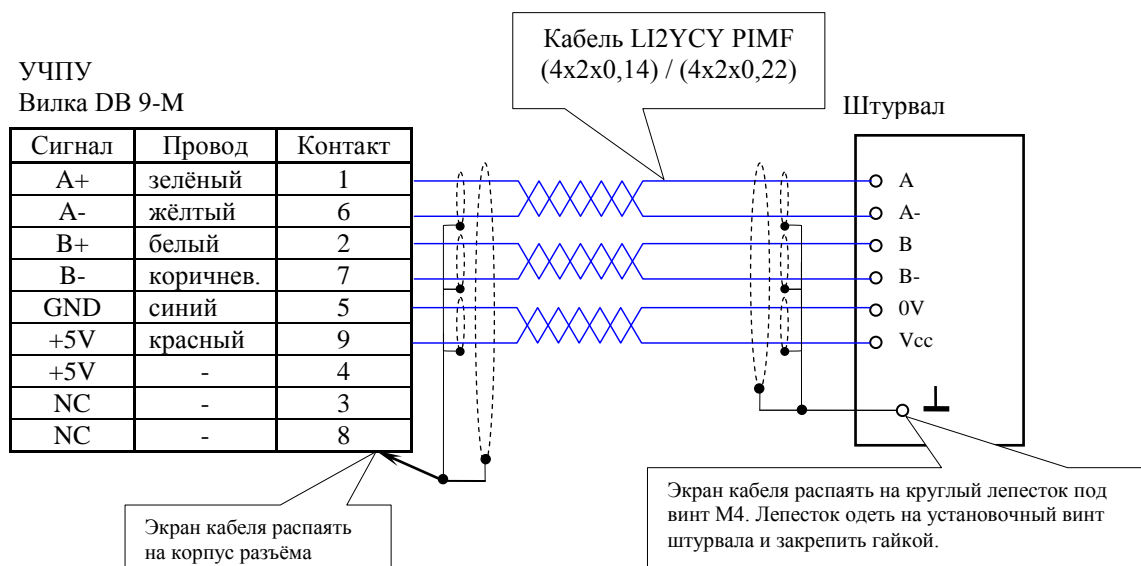 Кабель LI2YCY PIMF
(4x2x0,14) / (4x2x0,22)
УЧПУ
Вилка DB 9-M
Штурвал
Сигнал Провод Контакт
A+ зелёный 1
A- жёлтый 6
B+ белый 2
B- коричнев. 7
GND синий 5
+5V красный 9
+5V - 4
NC - 3
NC - 8
A
A-
B
B-
0V
Vcc
Экран кабеля распаять
на корпус разъёма
Экран кабеля распаять на круглый лепесток под
винт М4. Лепесток одеть на установочный винт
штурвала и закрепить гайкой.